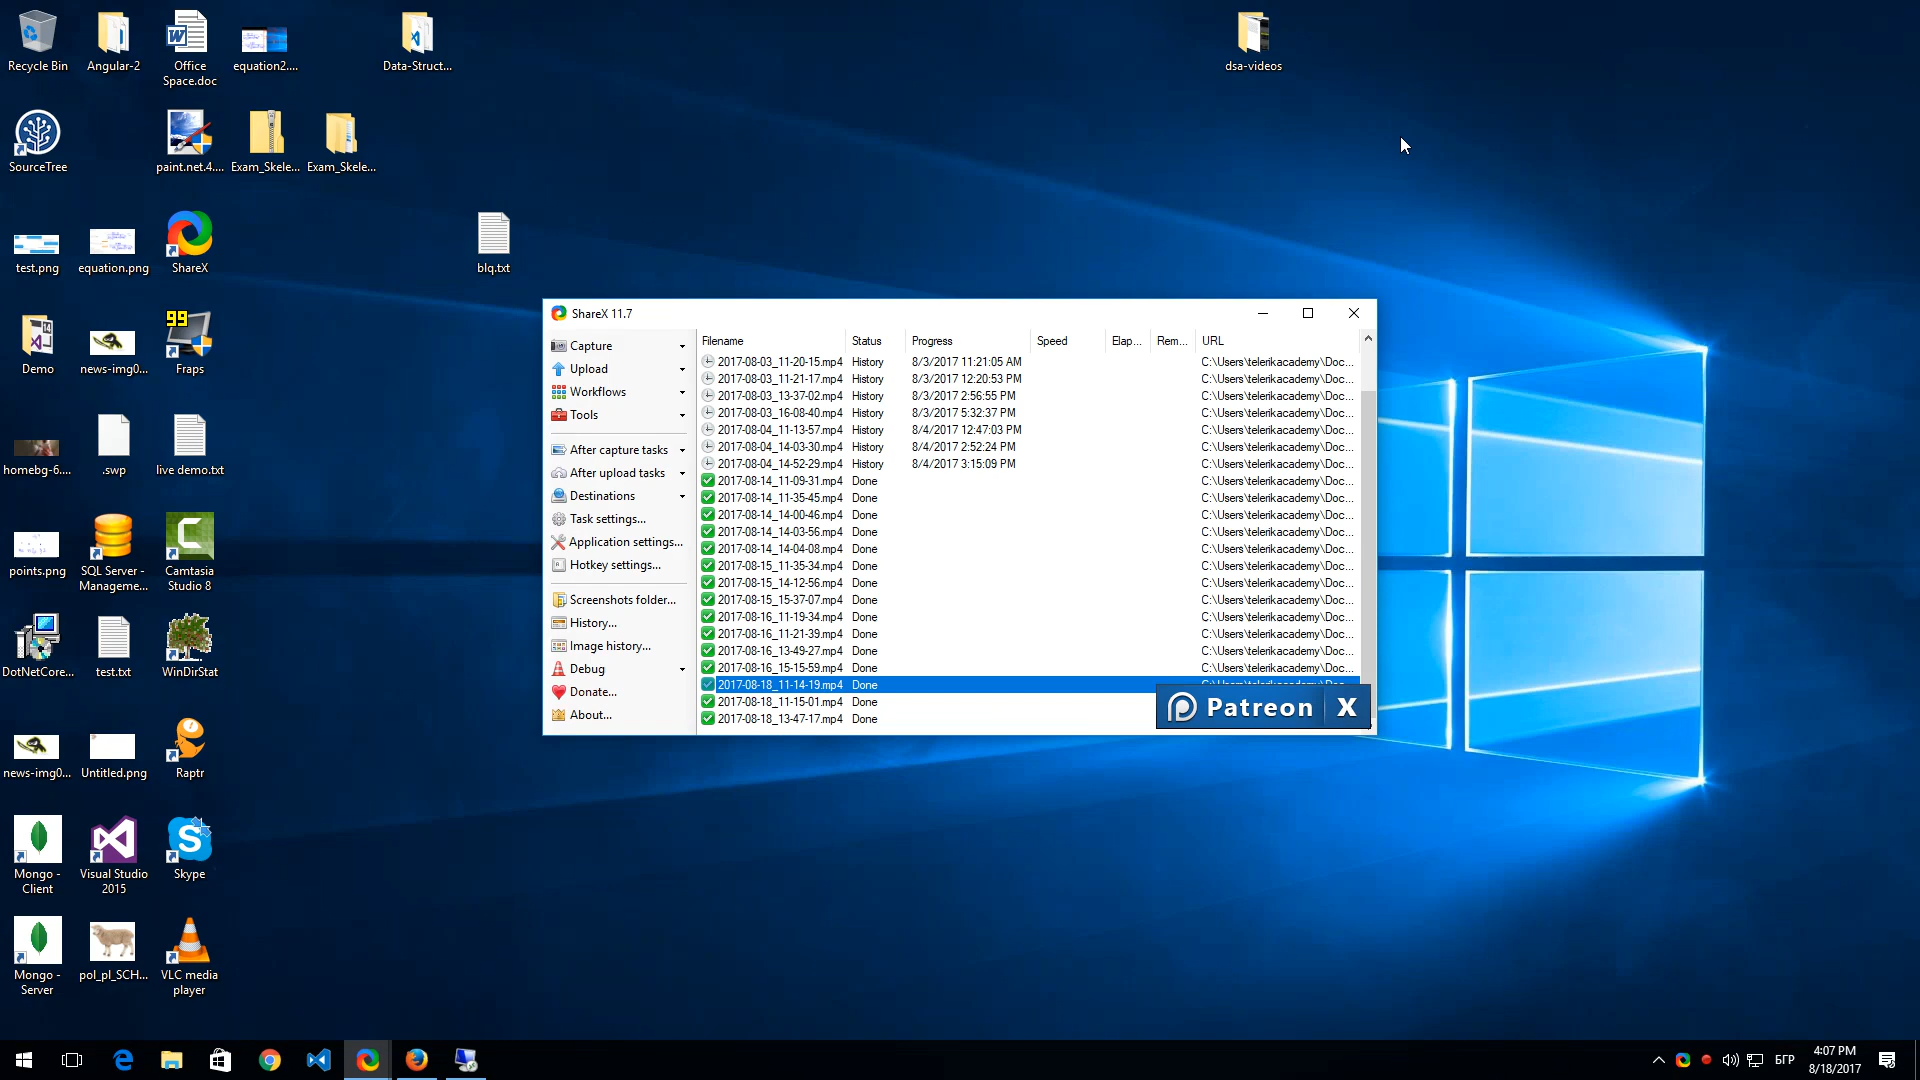 Recycle Bin
Angular-2
Office
Space.doc
equation2....
Data-Struct...
dsa-videos
SourceTree
paint.net.4....
Exam_Skele...
Exam_Skele...
test.png
equation.png
ShareX
blq.txt
Demo
news-img0...
99
Fraps
homebg-6....
.swp
live demo.txt
points.png
SQL Server -
Manageme...
Camtasia
Studio 8
DotNetCore...
test.txt
WinDirStat
news-img0...
Untitled.png
Raptr
Mongo -
Client
Visual Studio
2015
Skype
Mongo -
Server
pol_pl_SCH...
VLC media
player
ShareX 11.7
Capture
Upload
Workflows
Tools
After capture tasks
After upload tasks
Destinations
Task settings...
Application settings...
Hotkey settings...
Screenshots folder...
History...
Image history...
Debug
Donate...
About...
Filename Status Progress Speed Elap... Rem... URL
2017-08-03_11-20-15.mp4 History 8/3/2017 11:21:05 AM C:\Users\telerikacademy\Doc...
2017-08-03_11-21-17.mp4 History 8/3/2017 12:20:53 PM C:\Users\telerikacademy\Doc...
2017-08-03_13-37-02.mp4 History 8/3/2017 2:56:55 PM C:\Users\telerikacademy\Doc...
2017-08-03_16-08-40.mp4 History 8/3/2017 5:32:37 PM C:\Users\telerikacademy\Doc...
2017-08-04_11-13-57.mp4 History 8/4/2017 12:47:03 PM C:\Users\telerikacademy\Doc...
2017-08-04_14-03-30.mp4 History 8/4/2017 2:52:24 PM C:\Users\telerikacademy\Doc...
2017-08-04_14-52-29.mp4 History 8/4/2017 3:15:09 PM C:\Users\telerikacademy\Doc...
2017-08-14_11-09-31.mp4 Done C:\Users\telerikacademy\Doc...
2017-08-14_11-35-45.mp4 Done C:\Users\telerikacademy\Doc...
2017-08-14_14-00-46.mp4 Done C:\Users\telerikacademy\Doc...
2017-08-14_14-03-56.mp4 Done C:\Users\telerikacademy\Doc...
2017-08-14_14-04-08.mp4 Done C:\Users\telerikacademy\Doc...
2017-08-15_11-35-34.mp4 Done C:\Users\telerikacademy\Doc...
2017-08-15_14-12-56.mp4 Done C:\Users\telerikacademy\Doc...
2017-08-15_15-37-07.mp4 Done C:\Users\telerikacademy\Doc...
2017-08-16_11-19-34.mp4 Done C:\Users\telerikacademy\Doc...
2017-08-16_11-21-39.mp4 Done C:\Users\telerikacademy\Doc...
2017-08-16_13-49-27.mp4 Done C:\Users\telerikacademy\Doc...
2017-08-16_15-15-59.mp4 Done C:\Users\telerikacademy\Doc...
2017-08-18_11-14-19.mp4 Done
2017-08-18_11-15-01.mp4 Done
2017-08-18_13-47-17.mp4 Done
Patreon X
БГР
4:07 PM
8/18/2017